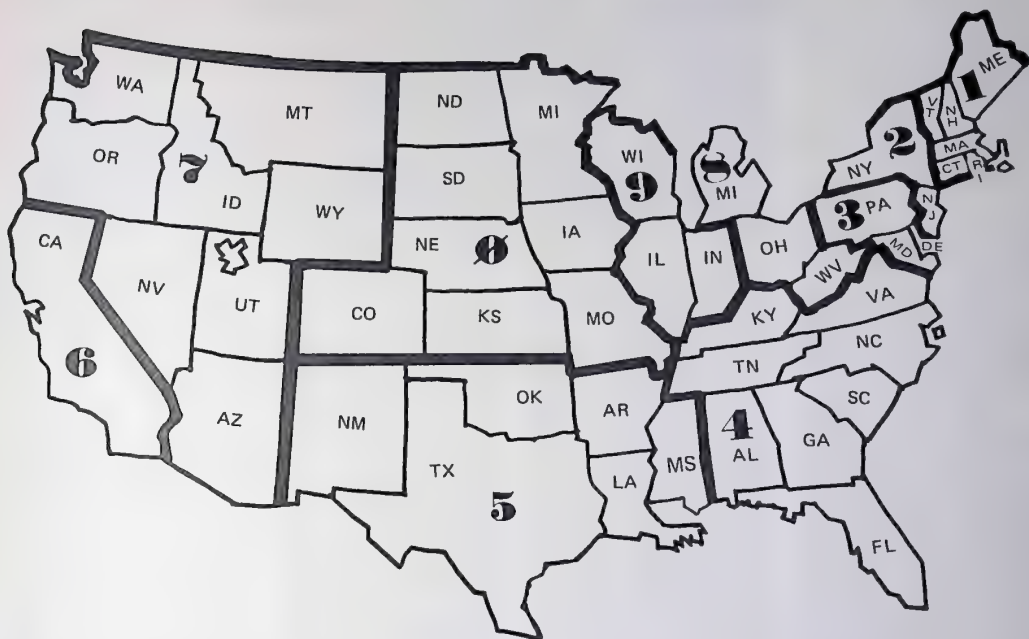 WA
MT
ND
MI
ME
1
VT
NH
OR
7
ID
WY
SD
WI
9
8
MI
NY
2
MA
CT
RI
CA
NV
UT
NE
Ø
IA
IL
IN
OH
3
PA
NJ
MD
DE
CO
KS
MO
WV
VA
KY
6
AZ
NM
OK
AR
TN
NC
SC
TX
5
LA
MS
4
AL
GA
FL